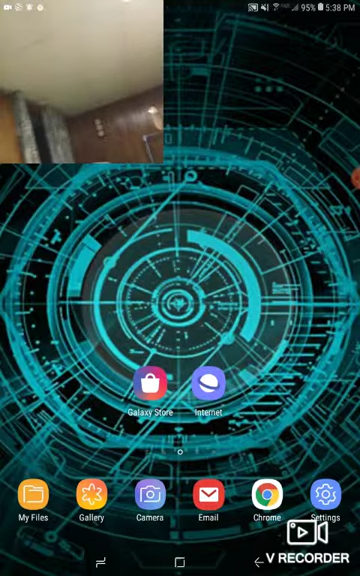 95% 5:38 PM
Galaxy Store Internet
My Files Gallery Camera Email Chrome Settings
V RECORDER